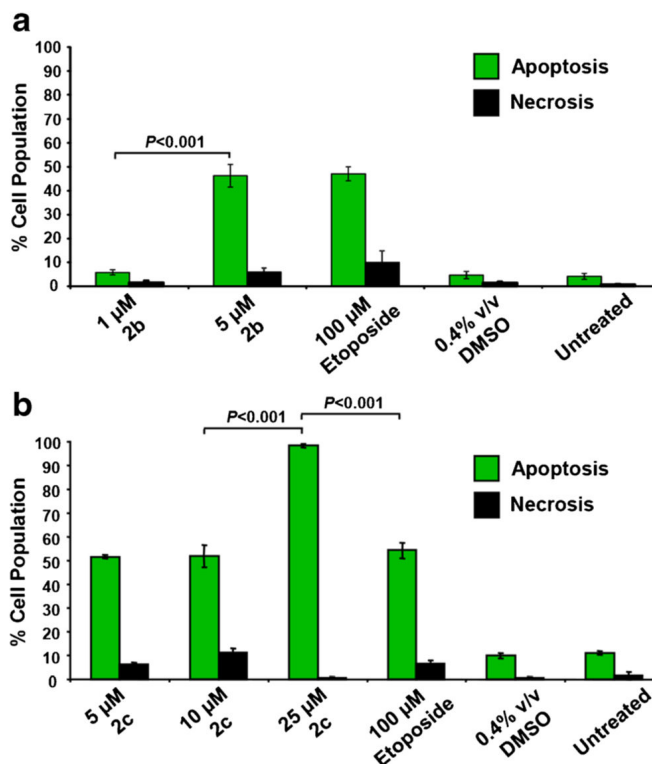 a
100
90
80
70
60
50
40
30
20
10
0
% Cell Population
Apoptosis
Necrosis
P<0.001
1 µM
2b
5 µM
2b
100 µM
Etoposide
0.4% v/v
DMSO
Untreated
b
100
90
80
70
60
50
40
30
20
10
0
% Cell Population
P<0.001
P<0.001
Apoptosis
Necrosis
5 µM
2c
10 µM
2c
25 µM
2c
100 µM
Etoposide
0.4% v/v
DMSO
Untreated